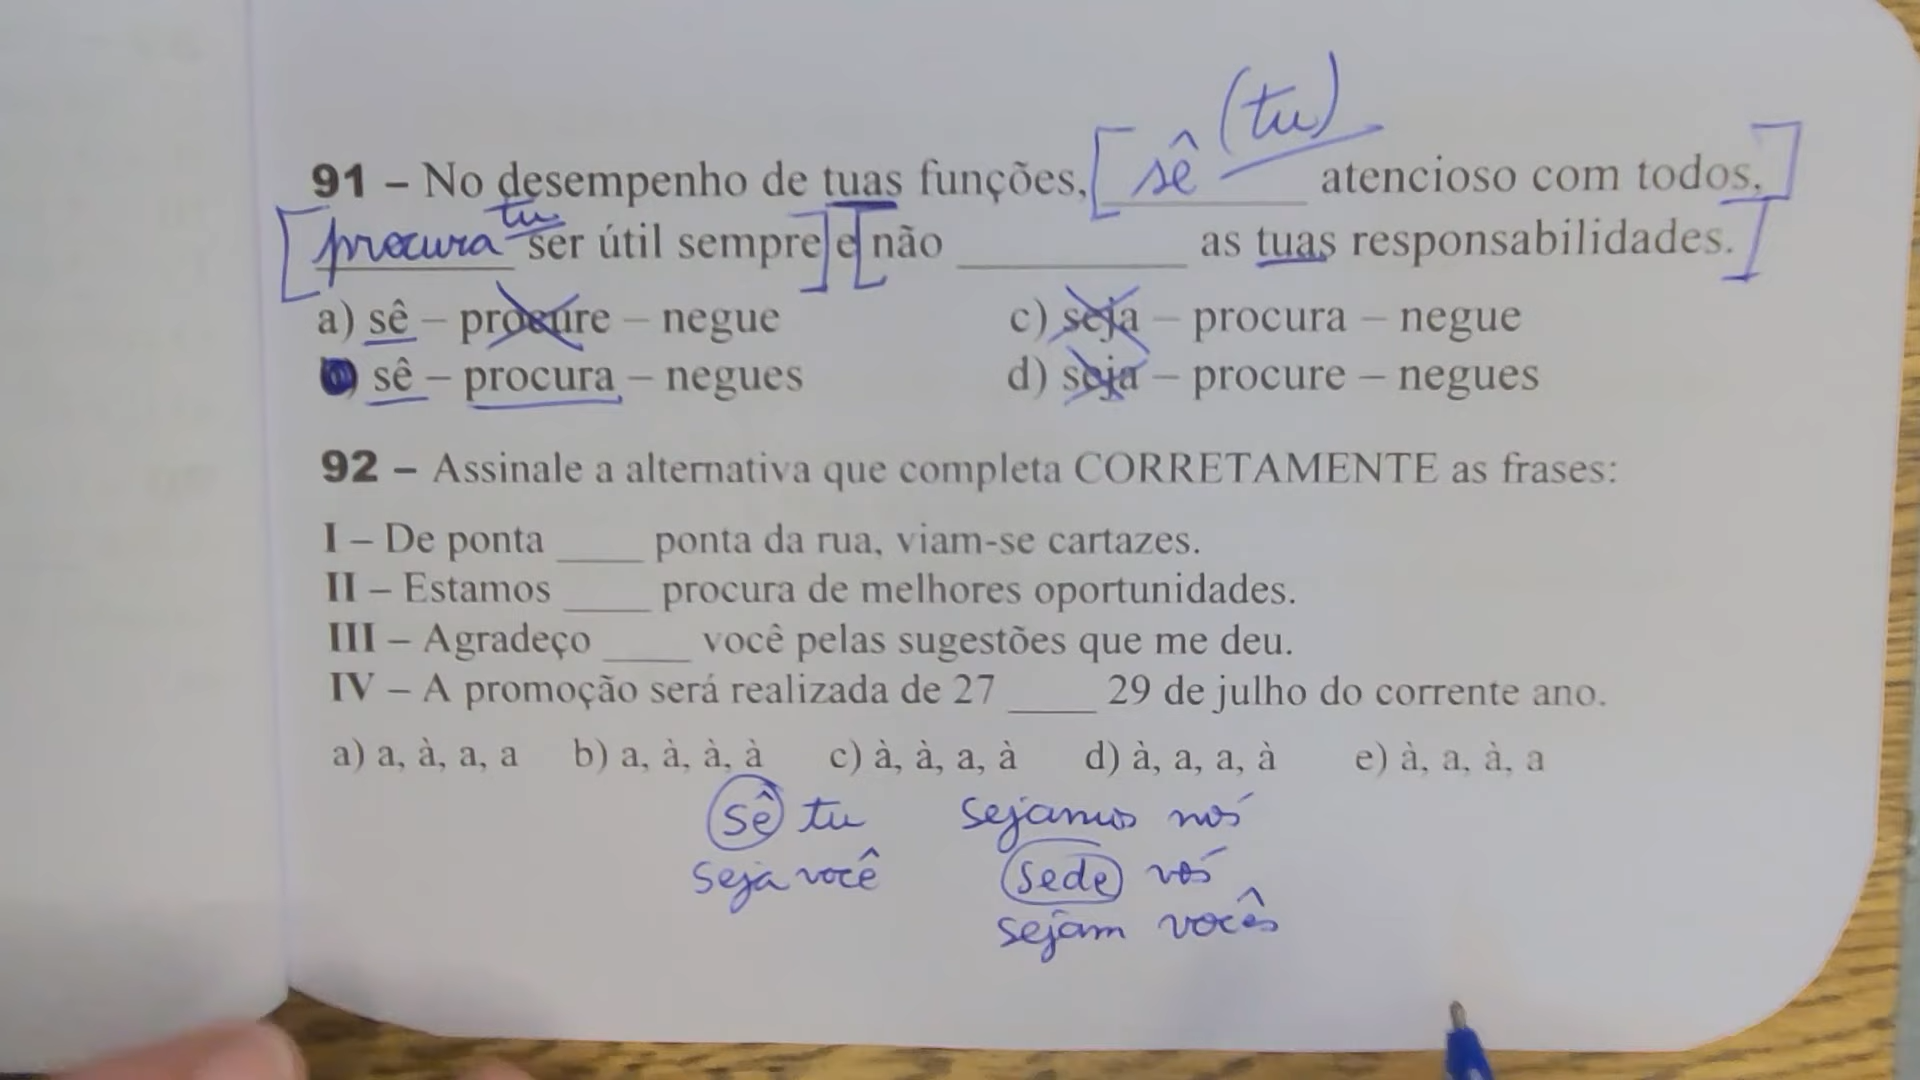 (tu)
91 – No desempenho de tuas funções, [ sê atencioso com todos, ]
tu
[ procura ser útil sempre ] e [ não ________ as tuas responsabilidades. ]
a) sê – procure – negue c) seja – procura – negue
b) sê – procura – negues d) seja – procure – negues
92 – Assinale a alternativa que completa CORRETAMENTE as frases:
I – De ponta ____ ponta da rua, viam-se cartazes.
II – Estamos ____ procura de melhores oportunidades.
III – Agradeço ____ você pelas sugestões que me deu.
IV – A promoção será realizada de 27 ____ 29 de julho do corrente ano.
a) a, à, a, a b) a, à, à, à c) à, à, a, à d) à, a, a, à e) à, a, à, a
sê tu sejamos nós
seja você sede vós
sejam vocês